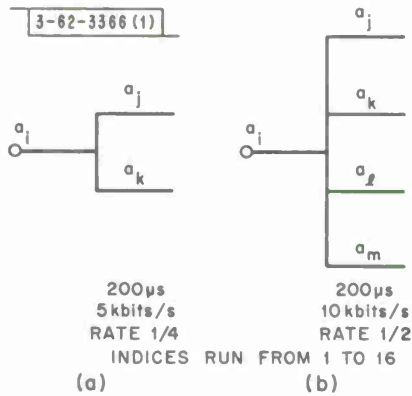 3-62-3366 (1)
a_j
a_i
a_k
200μs
5 kbits/s
RATE 1/4
(a)
a_j
a_k
a_i
a_ℓ
a_m
200μs
10 kbits/s
RATE 1/2
INDICES RUN FROM 1 TO 16
(b)